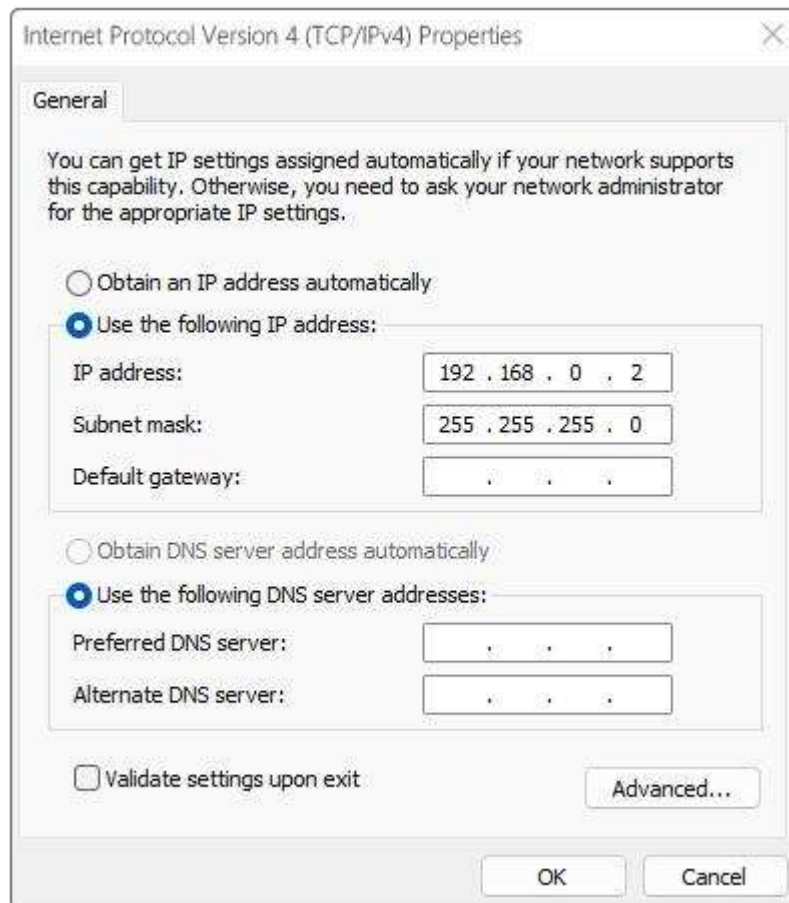 Internet Protocol Version 4 (TCP/IPv4) Properties
General
You can get IP settings assigned automatically if your network supports
this capability. Otherwise, you need to ask your network administrator
for the appropriate IP settings.
Obtain an IP address automatically
Use the following IP address:
IP address: 192 . 168 . 0 . 2
Subnet mask: 255 . 255 . 255 . 0
Default gateway: . . .
Obtain DNS server address automatically
Use the following DNS server addresses:
Preferred DNS server: . . .
Alternate DNS server: . . .
Validate settings upon exit
Advanced...
OK Cancel